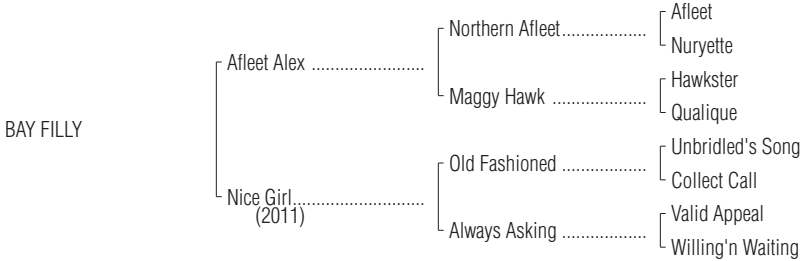 Afleet
Northern Afleet..................
Nuryette
Afleet Alex ........................
Hawkster
Maggy Hawk ....................
Qualique
BAY FILLY
Unbridled's Song
Old Fashioned ..................
Collect Call
Nice Girl............................
(2011)
Valid Appeal
Always Asking ..................
Willing'n Waiting